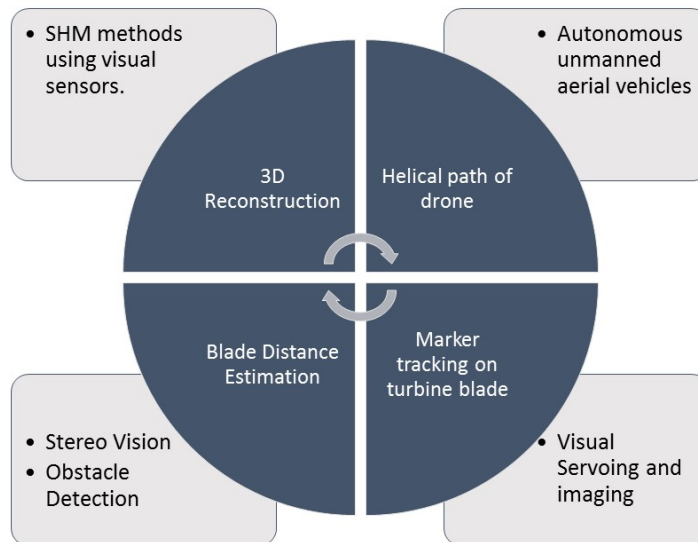 • SHM methods
using visual
sensors.
• Autonomous
unmanned
aerial vehicles
3D
Reconstruction
Helical path of
drone
Blade Distance
Estimation
Marker
tracking on
turbine blade
• Stereo Vision
• Obstacle
Detection
• Visual
Servoing and
imaging